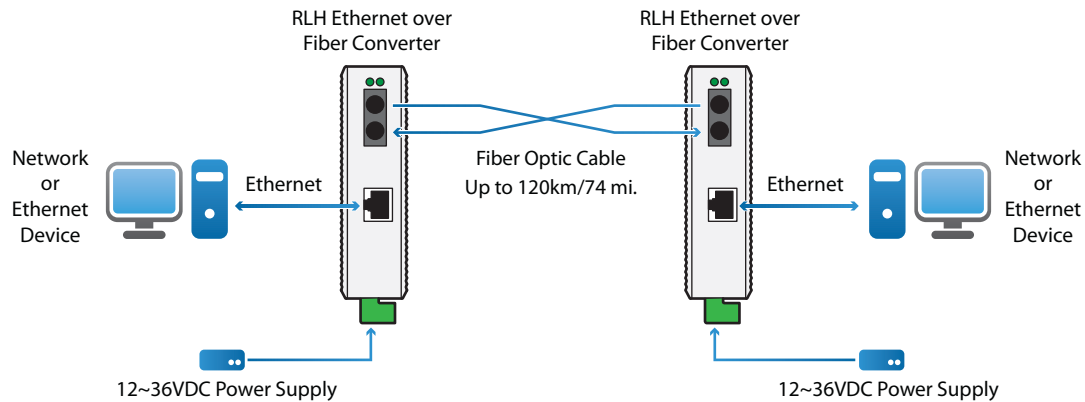 RLH Ethernet over
Fiber Converter
RLH Ethernet over
Fiber Converter
Network
or
Ethernet
Device
Ethernet
Fiber Optic Cable
Up to 120km/74 mi.
Ethernet
Network
or
Ethernet
Device
12~36VDC Power Supply
12~36VDC Power Supply